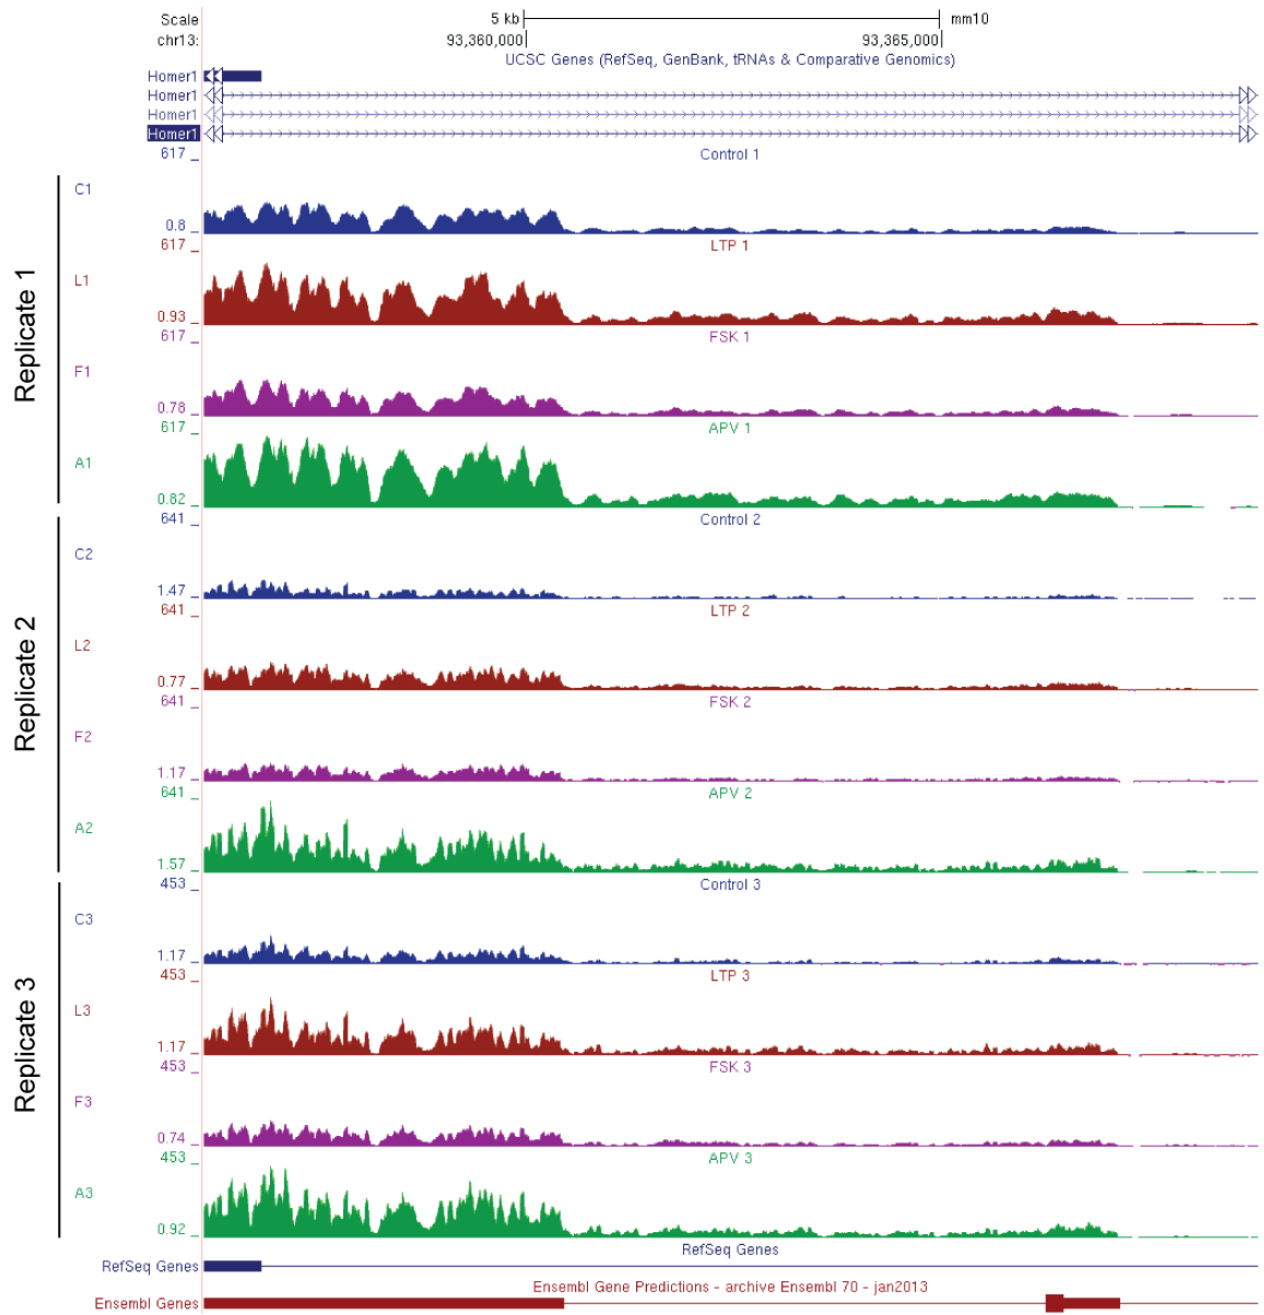 Scale 5 kb mm10
chr13: 93,360,000 93,365,000
UCSC Genes (RefSeq, GenBank, tRNAs & Comparative Genomics)
Homer1
Homer1
Homer1
Homer1
617 Control 1
C1
0.8
617 LTP 1
L1
0.93
617 FSK 1
F1
0.78
617 APV 1
A1
0.82
Replicate 1
641 Control 2
C2
1.47
641 LTP 2
L2
0.77
641 FSK 2
F2
1.17
641 APV 2
A2
1.57
Replicate 2
453 Control 3
C3
1.17
453 LTP 3
L3
1.17
453 FSK 3
F3
0.74
453 APV 3
A3
0.92
Replicate 3
RefSeq Genes
RefSeq Genes
Ensembl Gene Predictions - archive Ensembl 70 - jan2013
Ensembl Genes